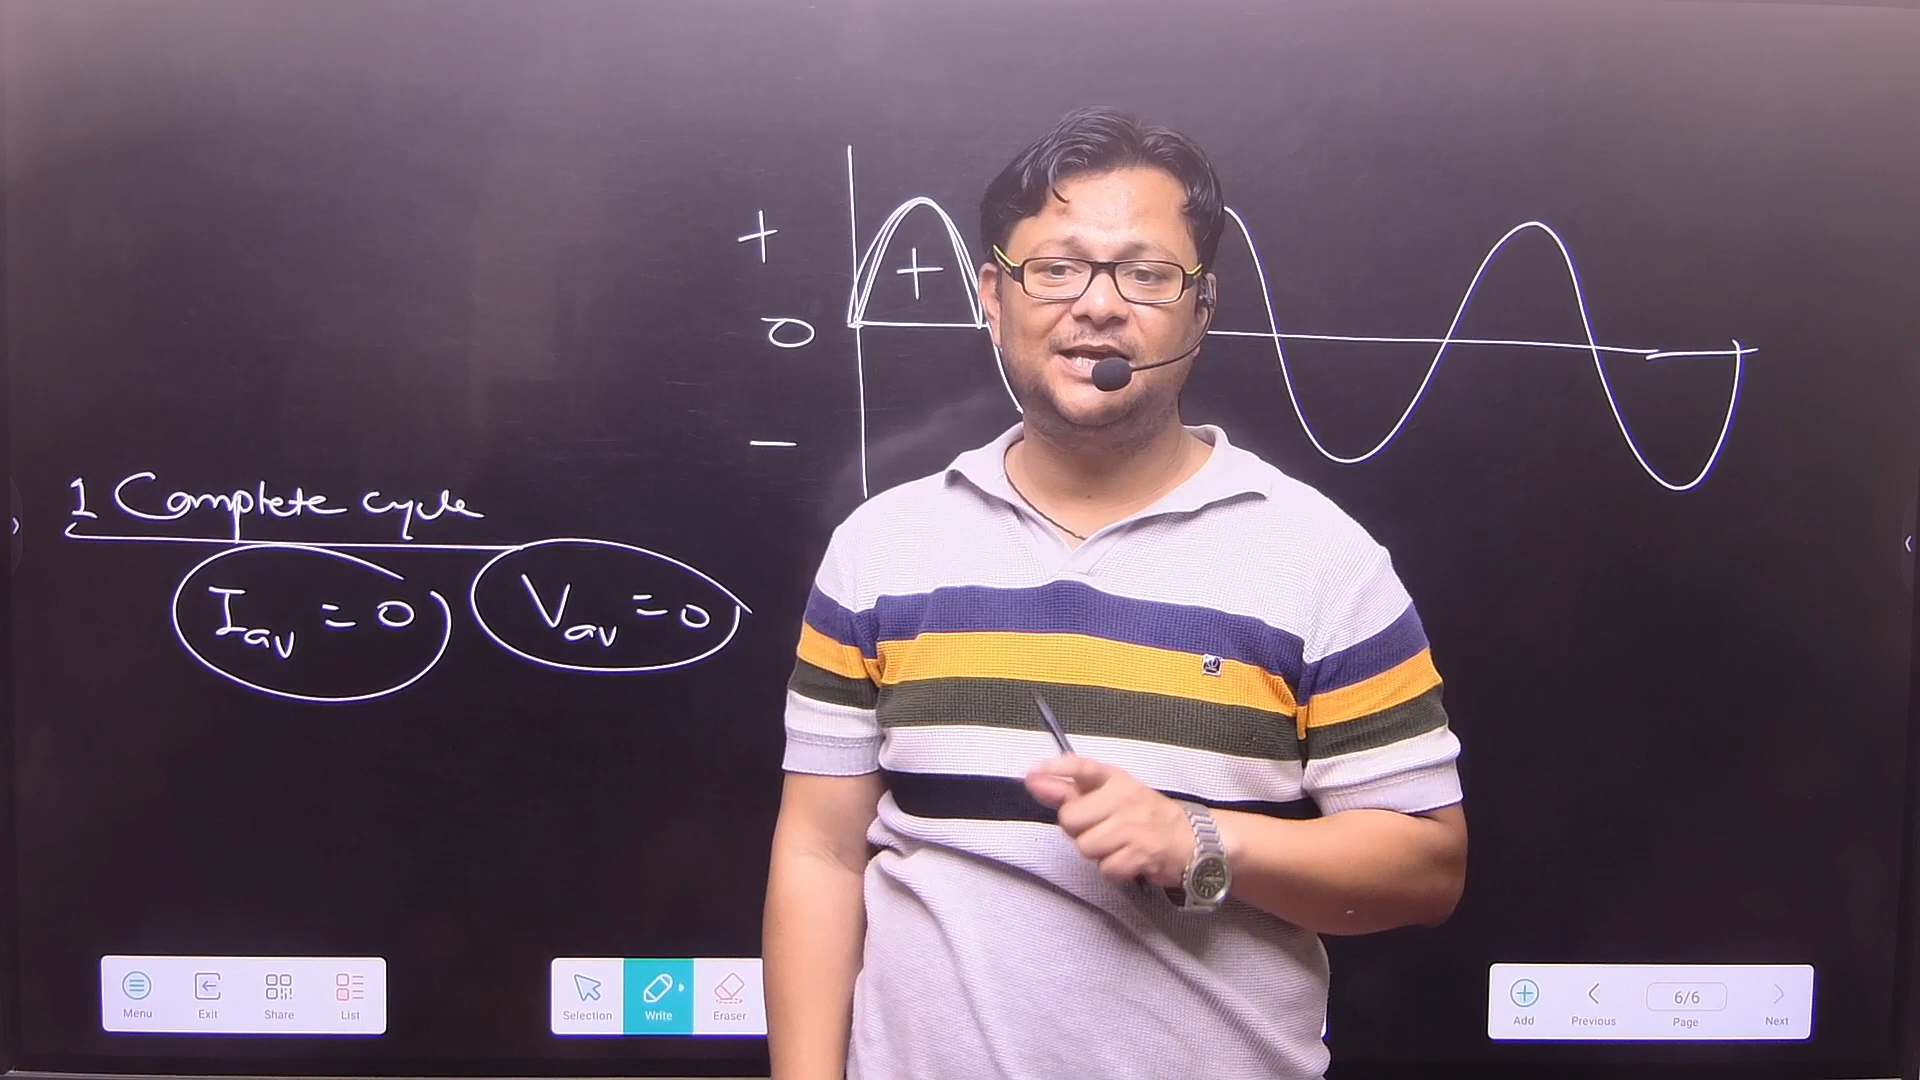 +
+
0
−
1 Complete cycle
Iav = 0
Vav = 0
Menu
Exit
Share
List
Selection
Write
Eraser
Add
Previous
6/6
Page
Next